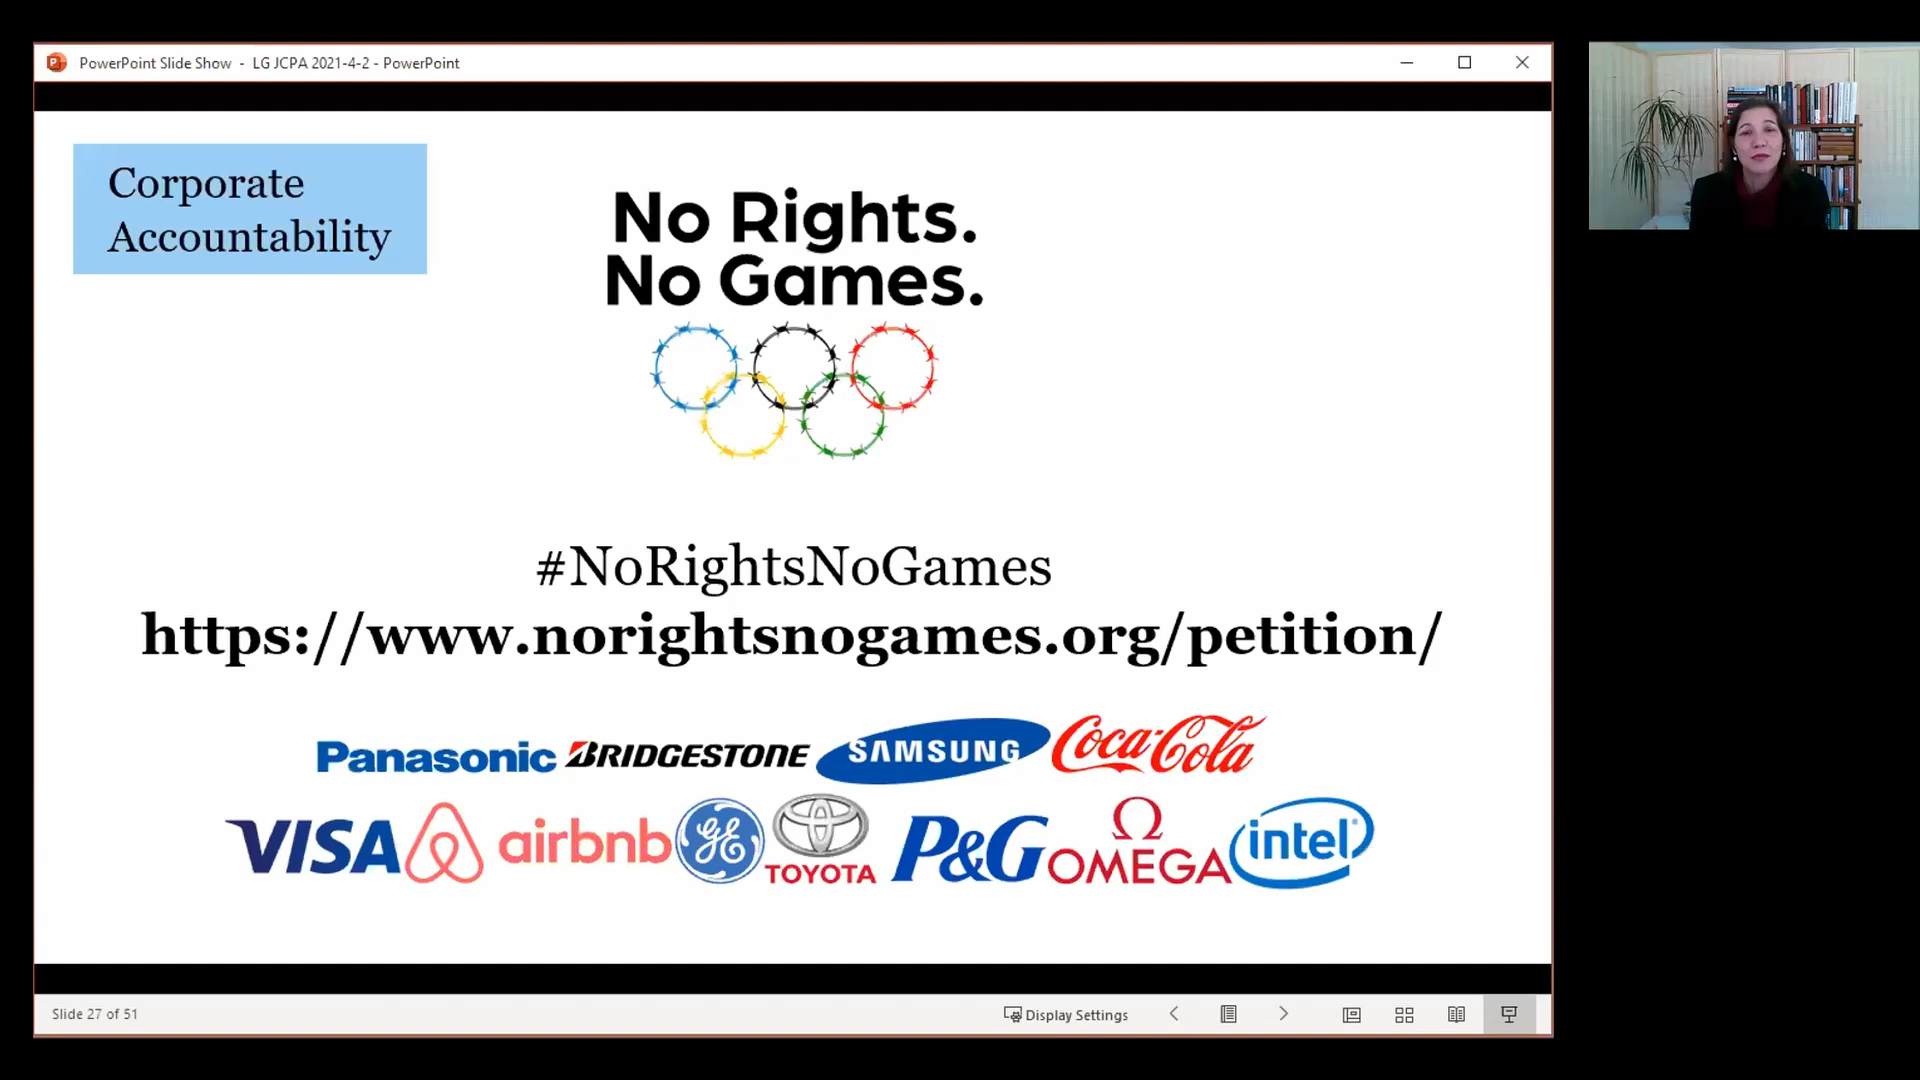 PowerPoint Slide Show - LG JCPA 2021-4-2 - PowerPoint
Corporate
Accountability
No Rights.
No Games.
#NoRightsNoGames
https://www.norightsnogames.org/petition/
Panasonic BRIDGESTONE SAMSUNG Coca-Cola
VISA airbnb GE TOYOTA P&G Ω OMEGA intel
Slide 27 of 51
Display Settings